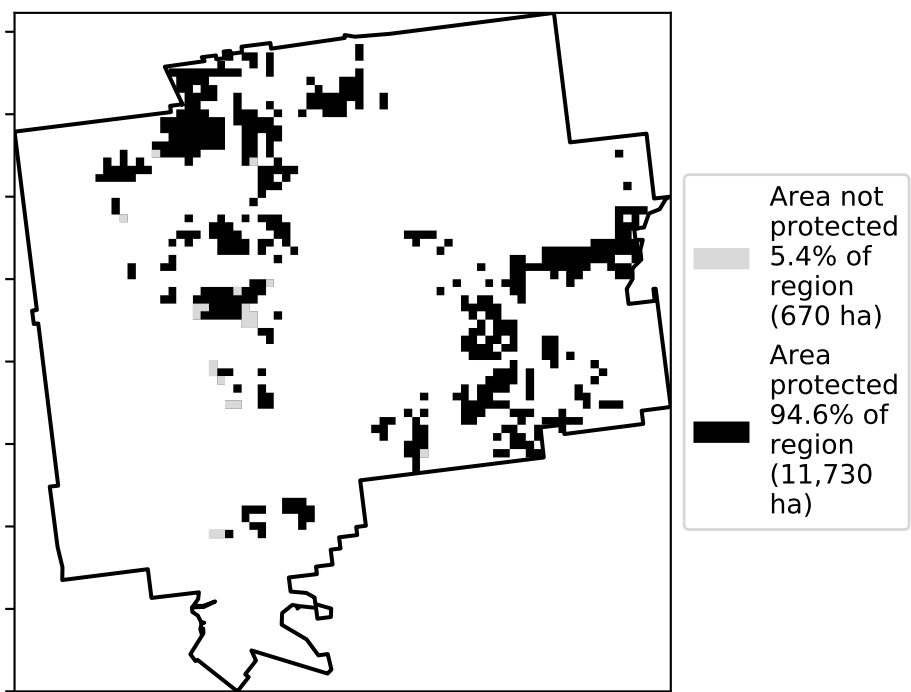 Area not
protected
5.4% of
region
(670 ha)
Area
protected
94.6% of
region
(11,730
ha)